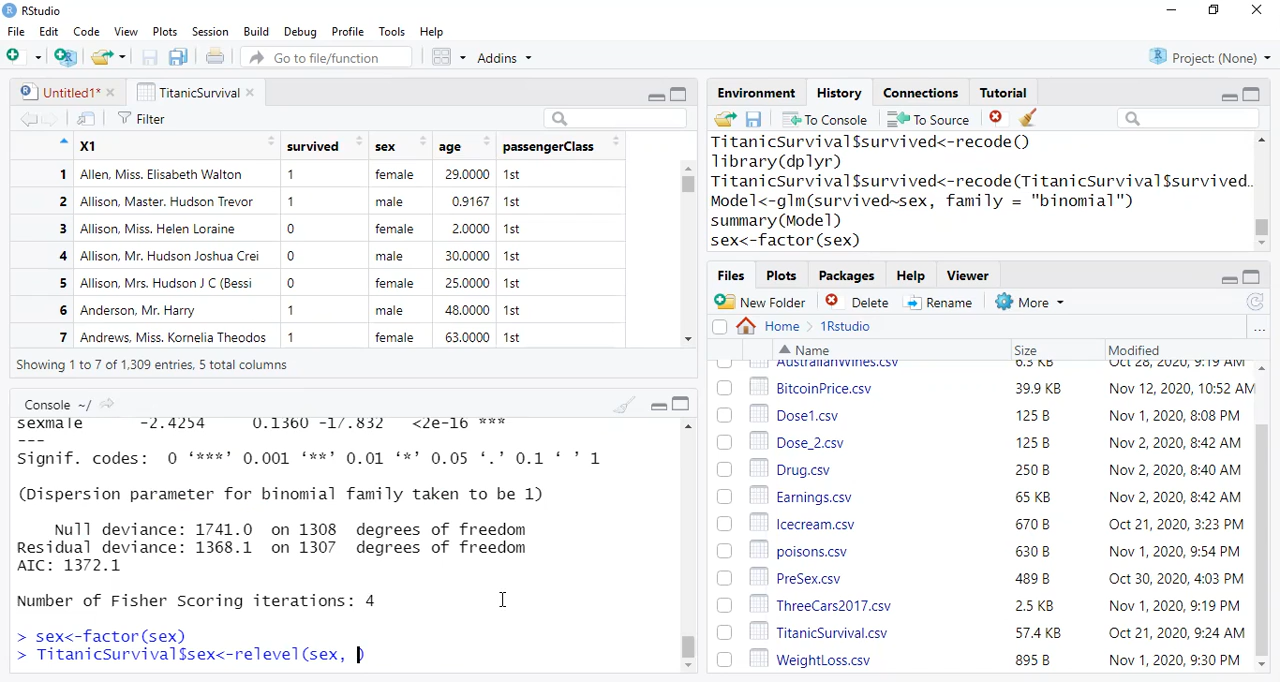 RStudio
File Edit Code View Plots Session Build Debug Profile Tools Help
Go to file/function Addins Project: (None)
Untitled1* TitanicSurvival
Filter
X1 survived sex age passengerClass
1 Allen, Miss. Elisabeth Walton 1 female 29.0000 1st
2 Allison, Master. Hudson Trevor 1 male 0.9167 1st
3 Allison, Miss. Helen Loraine 0 female 2.0000 1st
4 Allison, Mr. Hudson Joshua Crei 0 male 30.0000 1st
5 Allison, Mrs. Hudson J C (Bessi 0 female 25.0000 1st
6 Anderson, Mr. Harry 1 male 48.0000 1st
7 Andrews, Miss. Kornelia Theodos 1 female 63.0000 1st
Showing 1 to 7 of 1,309 entries, 5 total columns
Console ~/
sexmale -2.4254 0.1360 -17.832 <2e-16 ***
---
Signif. codes: 0 ‘***’ 0.001 ‘**’ 0.01 ‘*’ 0.05 ‘.’ 0.1 ‘ ’ 1
(Dispersion parameter for binomial family taken to be 1)
Null deviance: 1741.0 on 1308 degrees of freedom
Residual deviance: 1368.1 on 1307 degrees of freedom
AIC: 1372.1
Number of Fisher Scoring iterations: 4
> sex<-factor(sex)
> TitanicSurvival$sex<-relevel(sex, )
Environment History Connections Tutorial
To Console To Source
TitanicSurvival$survived<-recode()
library(dplyr)
TitanicSurvival$survived<-recode(TitanicSurvival$survived…
Model<-glm(survived~sex, family = "binomial")
summary(Model)
sex<-factor(sex)
Files Plots Packages Help Viewer
New Folder Delete Rename More
Home 1Rstudio ...
Name Size Modified
AustralianWines.csv 6.3 KB Oct 28, 2020, 9:19 AM
BitcoinPrice.csv 39.9 KB Nov 12, 2020, 10:52 AM
Dose1.csv 125 B Nov 1, 2020, 8:08 PM
Dose_2.csv 125 B Nov 2, 2020, 8:42 AM
Drug.csv 250 B Nov 2, 2020, 8:40 AM
Earnings.csv 65 KB Nov 2, 2020, 8:42 AM
Icecream.csv 670 B Oct 21, 2020, 3:23 PM
poisons.csv 630 B Nov 1, 2020, 9:54 PM
PreSex.csv 489 B Oct 30, 2020, 4:03 PM
ThreeCars2017.csv 2.5 KB Nov 1, 2020, 9:19 PM
TitanicSurvival.csv 57.4 KB Oct 21, 2020, 9:24 AM
WeightLoss.csv 895 B Nov 1, 2020, 9:30 PM